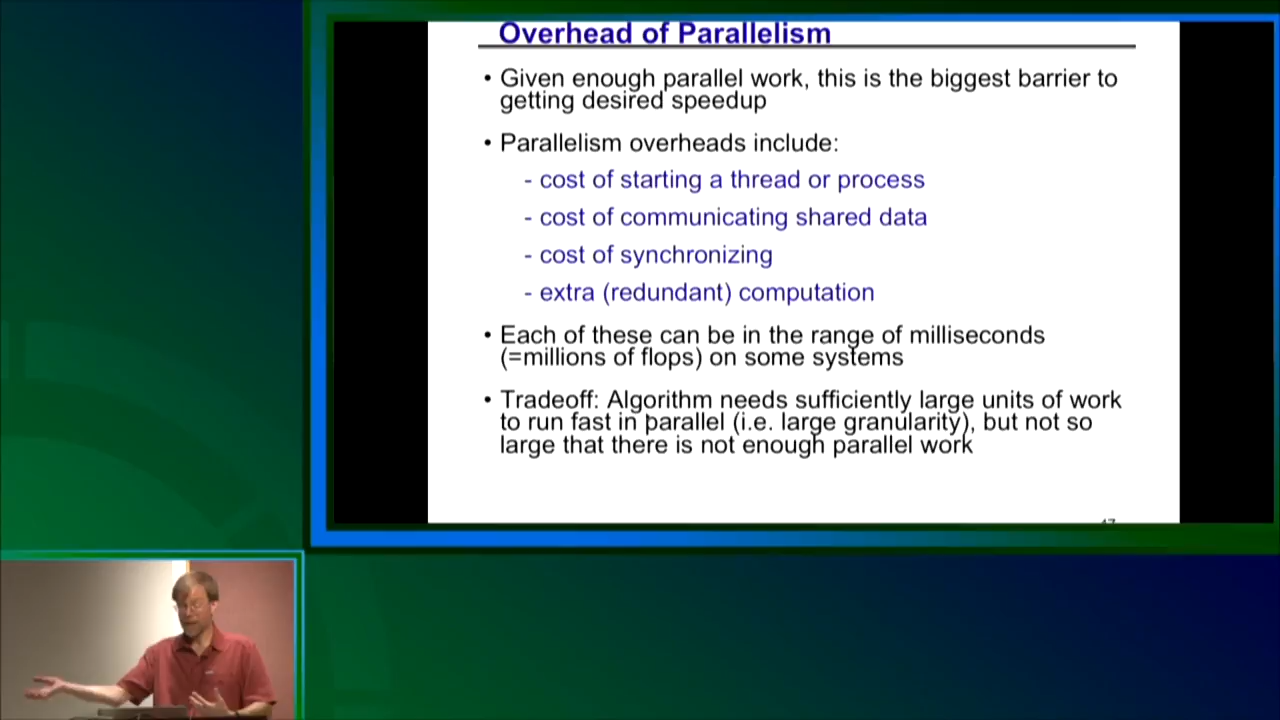 Overhead of Parallelism
• Given enough parallel work, this is the biggest barrier to
getting desired speedup
• Parallelism overheads include:
- cost of starting a thread or process
- cost of communicating shared data
- cost of synchronizing
- extra (redundant) computation
• Each of these can be in the range of milliseconds
(=millions of flops) on some systems
• Tradeoff: Algorithm needs sufficiently large units of work
to run fast in parallel (i.e. large granularity), but not so
large that there is not enough parallel work